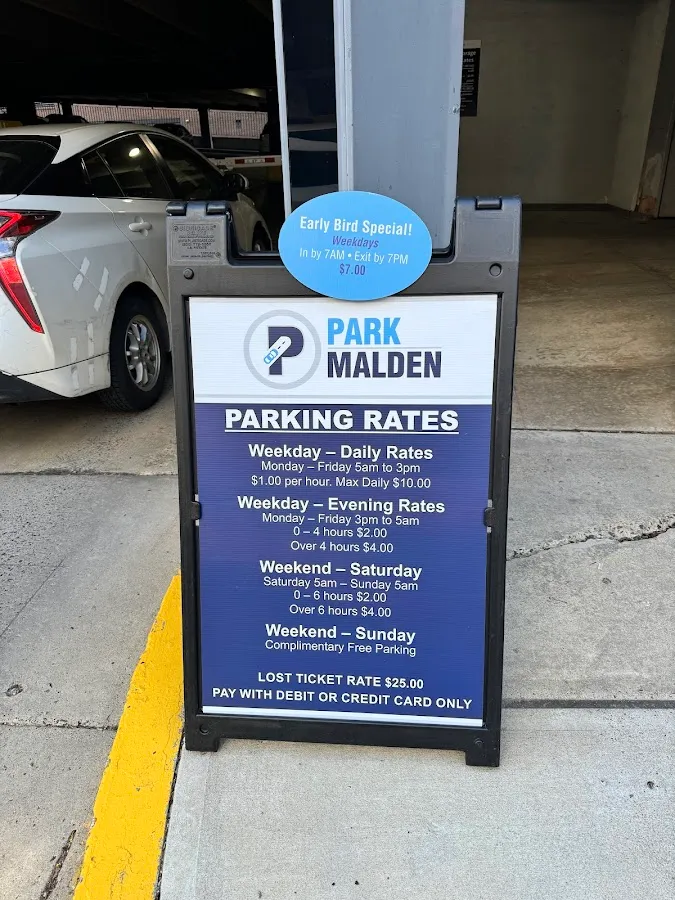 Early Bird Special!
Weekdays
In by 7AM • Exit by 7PM
$7.00
P
PARK
MALDEN
PARKING RATES
Weekday – Daily Rates
Monday – Friday 5am to 3pm
$1.00 per hour. Max Daily $10.00
Weekday – Evening Rates
Monday – Friday 3pm to 5am
0 – 4 hours $2.00
Over 4 hours $4.00
Weekend – Saturday
Saturday 5am – Sunday 5am
0 – 6 hours $2.00
Over 6 hours $4.00
Weekend – Sunday
Complimentary Free Parking
LOST TICKET RATE $25.00
PAY WITH DEBIT OR CREDIT CARD ONLY